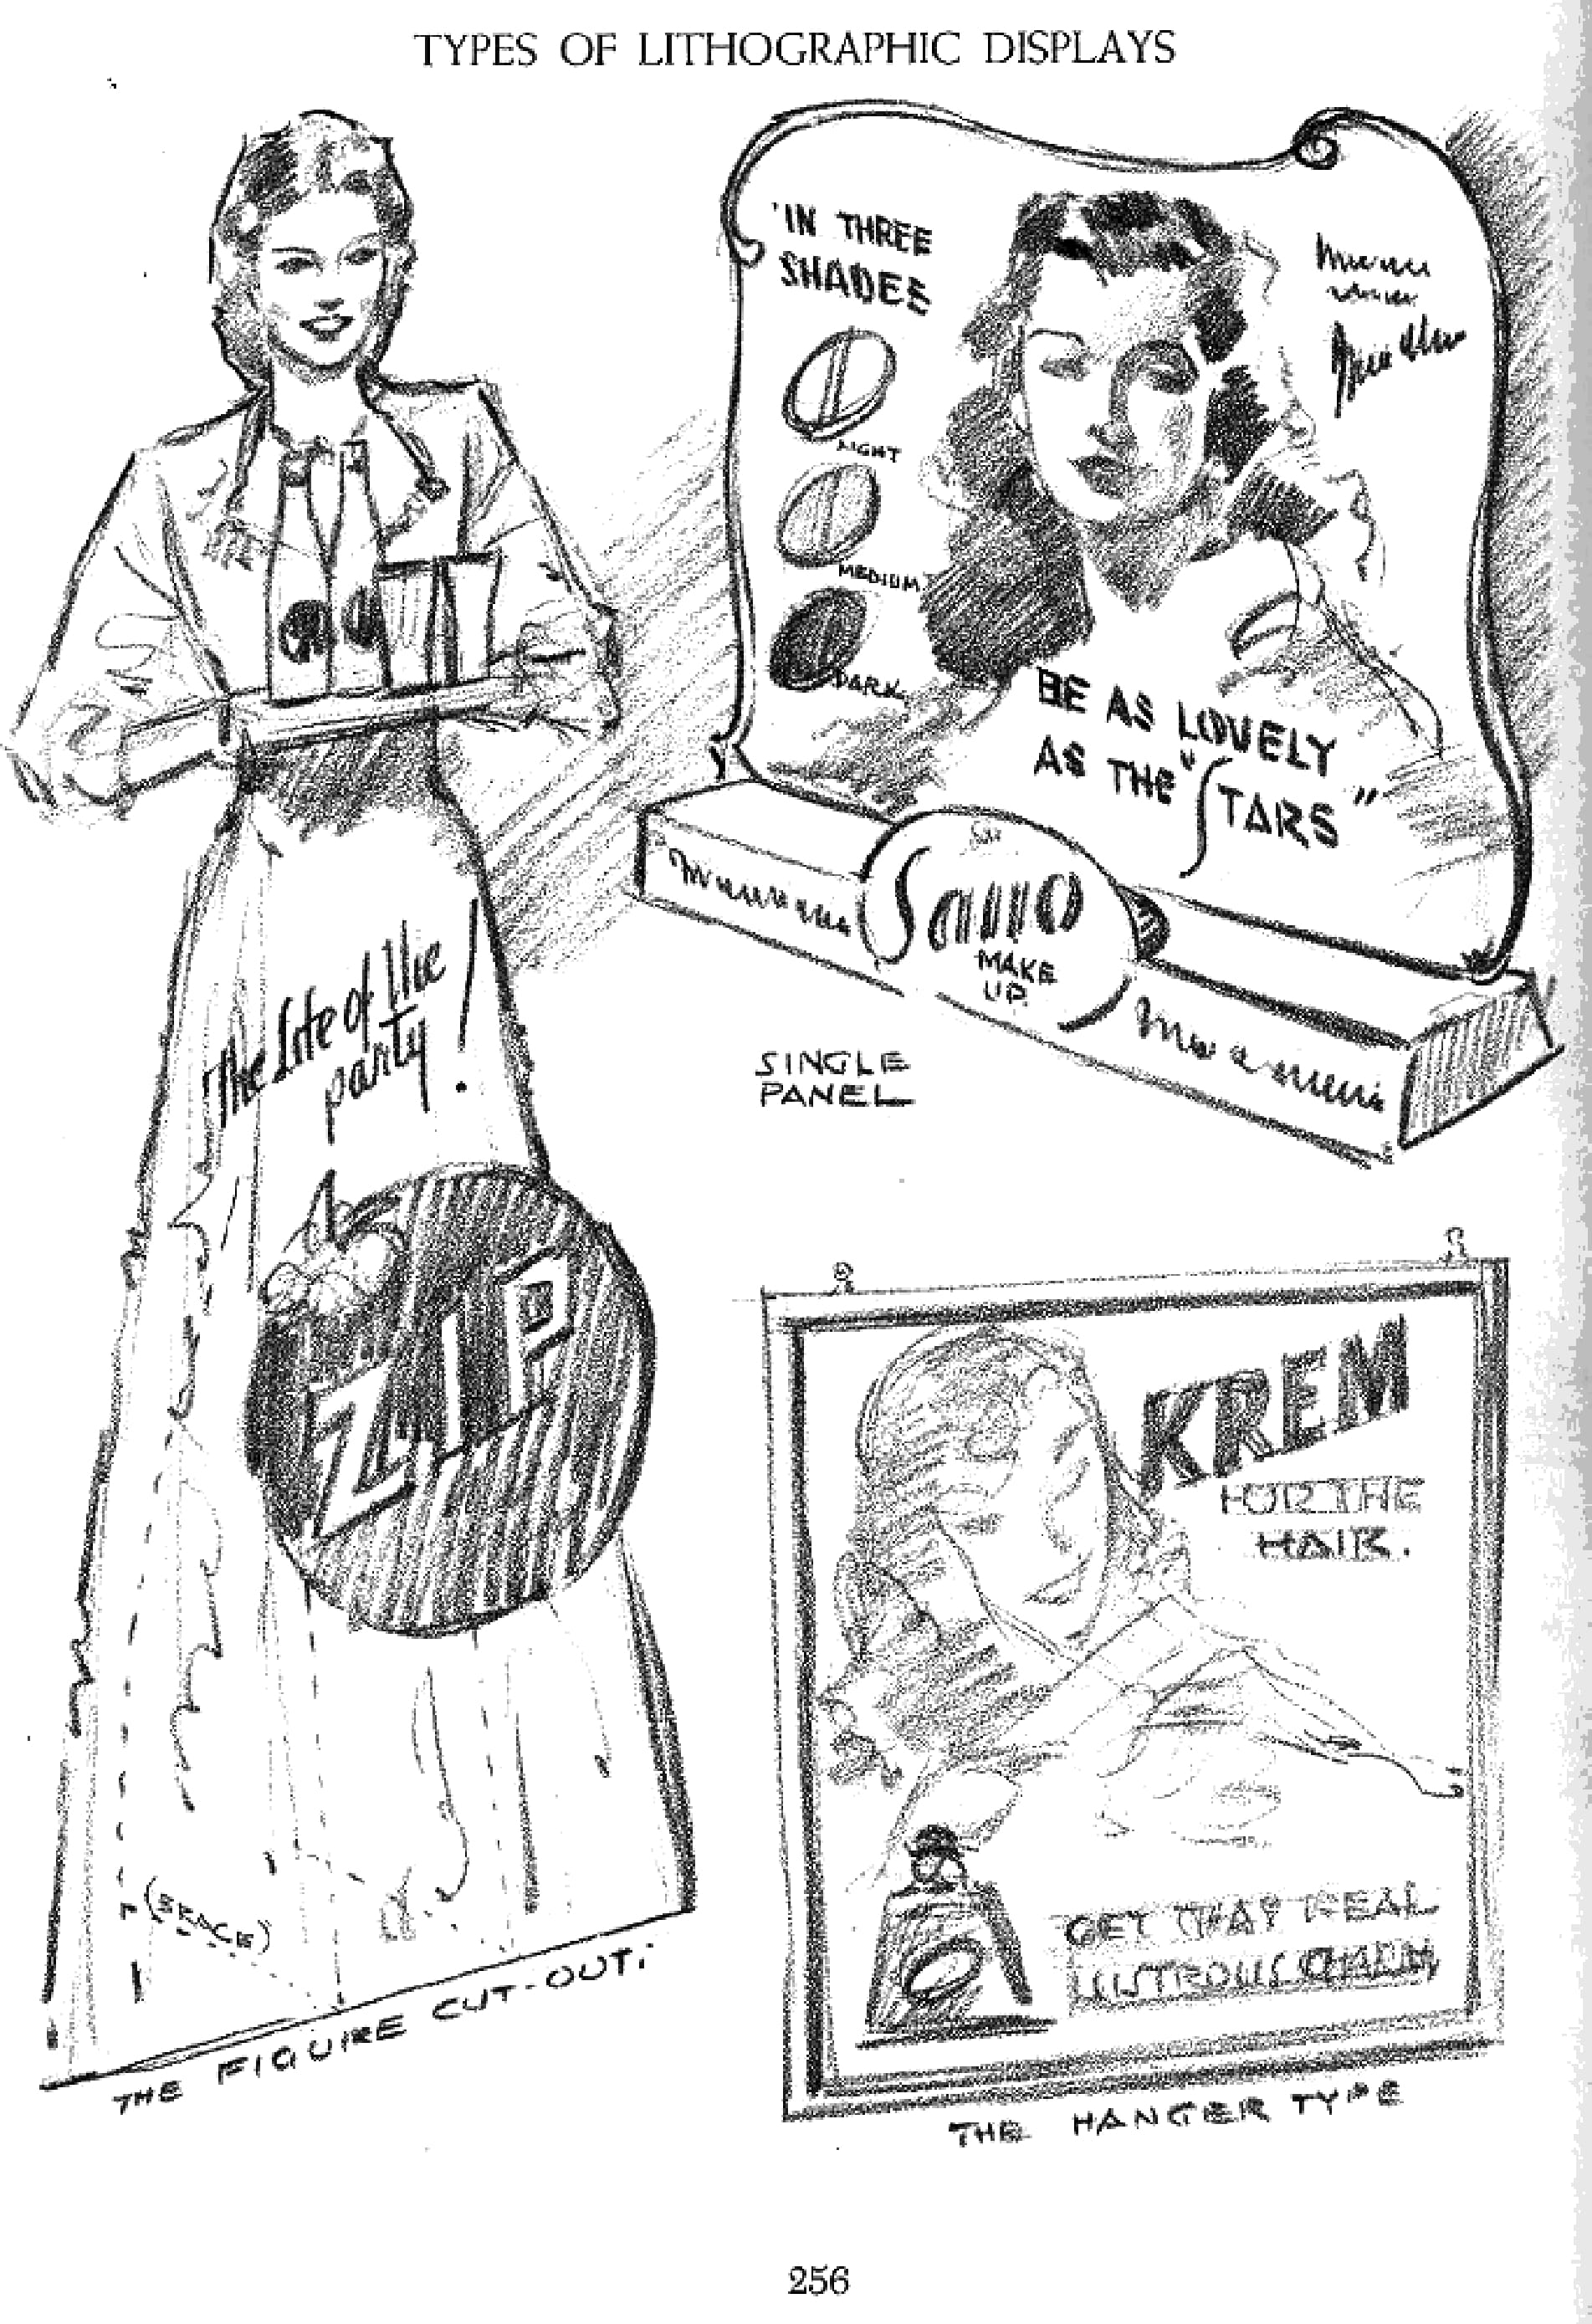 TYPES OF LITHOGRAPHIC DISPLAYS
'IN THREE
SHADES
LIGHT
MEDIUM
DARK
BE AS LOVELY
AS THE "STARS"
MAKE
UP.
SINGLE
PANEL
The Life of the
party!
ZIP
THE FIGURE CUT-OUT.
KREM
FOR THE
HAIR.
GET THAT REAL
LUSTROUS CHARM
THE HANGER TYPE
256